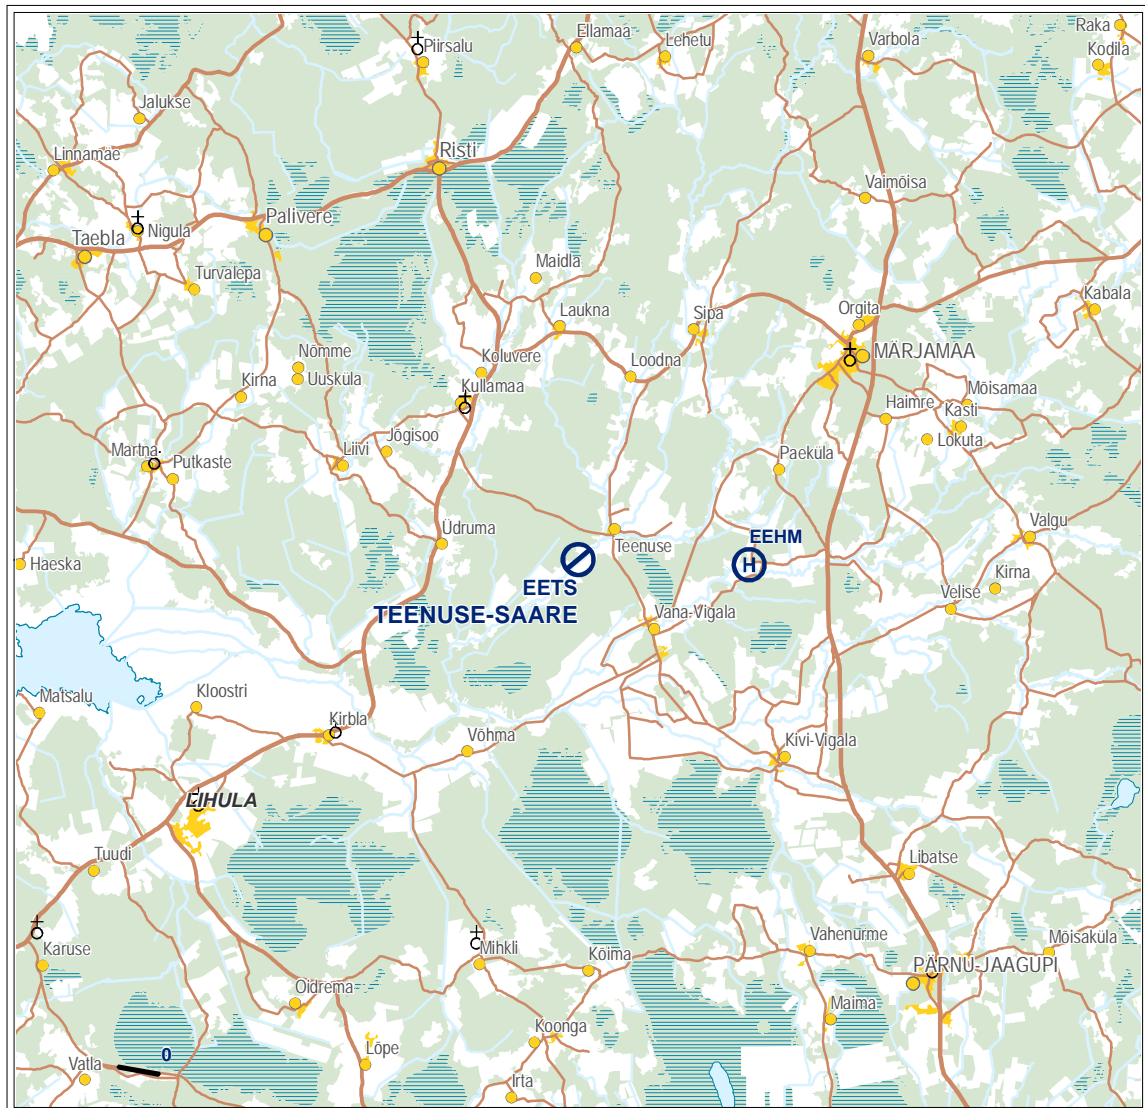 Piirsalu
Ellamaa
Lehetu
Varbola
Raka
Kodila
Jalukse
Linnamäe
Risti
Vaimõisa
Palivere
Nigula
Taebla
Turvalepa
Maidla
Laukna
Sipa
Orgita
Kabala
MÄRJAMAA
Nõmme
Uusküla
Kirna
Koluvere
Kullamaa
Loodna
Mõisamaa
Haimre
Kasti
Lokuta
Martna
Putkaste
Liivi
Jõgisoo
Paeküla
Üdruma
Teenuse
Valgu
Haeska
EEHM
H
EETS
TEENUSE-SAARE
Kirna
Velise
Vana-Vigala
Matsalu
Kloostri
Kirbla
Võhma
Kivi-Vigala
LIHULA
Tuudi
Libatse
Karuse
Mihkli
Kõima
Vahenurme
Mõisaküla
PÄRNU-JAAGUPI
Oidrema
Maima
Koonga
Lõpe
Vatla
0
Irta